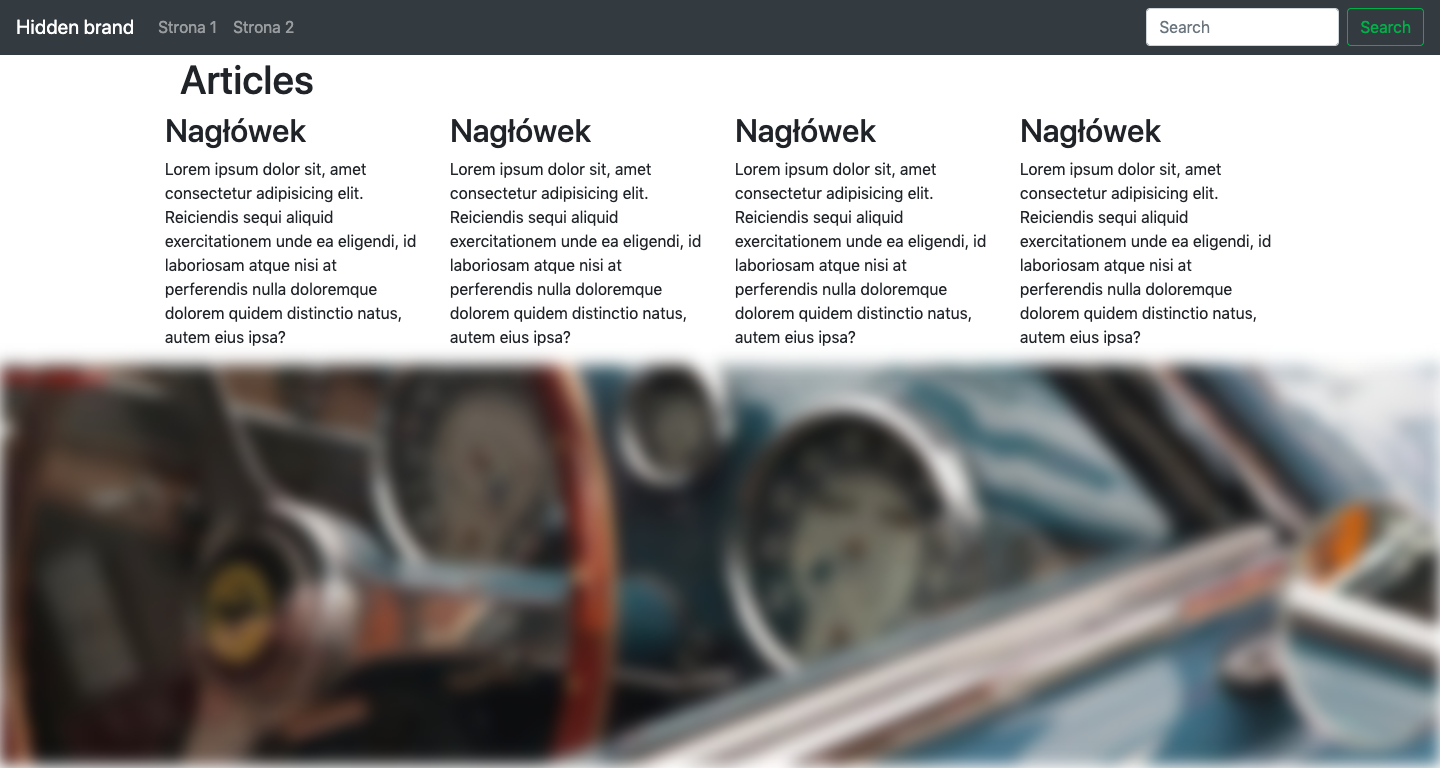 Hidden brand Strona 1 Strona 2 Search Search
Articles
Nagłówek
Lorem ipsum dolor sit, amet
consectetur adipisicing elit.
Reiciendis sequi aliquid
exercitationem unde ea eligendi, id
laboriosam atque nisi at
perferendis nulla doloremque
dolorem quidem distinctio natus,
autem eius ipsa?
Nagłówek
Lorem ipsum dolor sit, amet
consectetur adipisicing elit.
Reiciendis sequi aliquid
exercitationem unde ea eligendi, id
laboriosam atque nisi at
perferendis nulla doloremque
dolorem quidem distinctio natus,
autem eius ipsa?
Nagłówek
Lorem ipsum dolor sit, amet
consectetur adipisicing elit.
Reiciendis sequi aliquid
exercitationem unde ea eligendi, id
laboriosam atque nisi at
perferendis nulla doloremque
dolorem quidem distinctio natus,
autem eius ipsa?
Nagłówek
Lorem ipsum dolor sit, amet
consectetur adipisicing elit.
Reiciendis sequi aliquid
exercitationem unde ea eligendi, id
laboriosam atque nisi at
perferendis nulla doloremque
dolorem quidem distinctio natus,
autem eius ipsa?